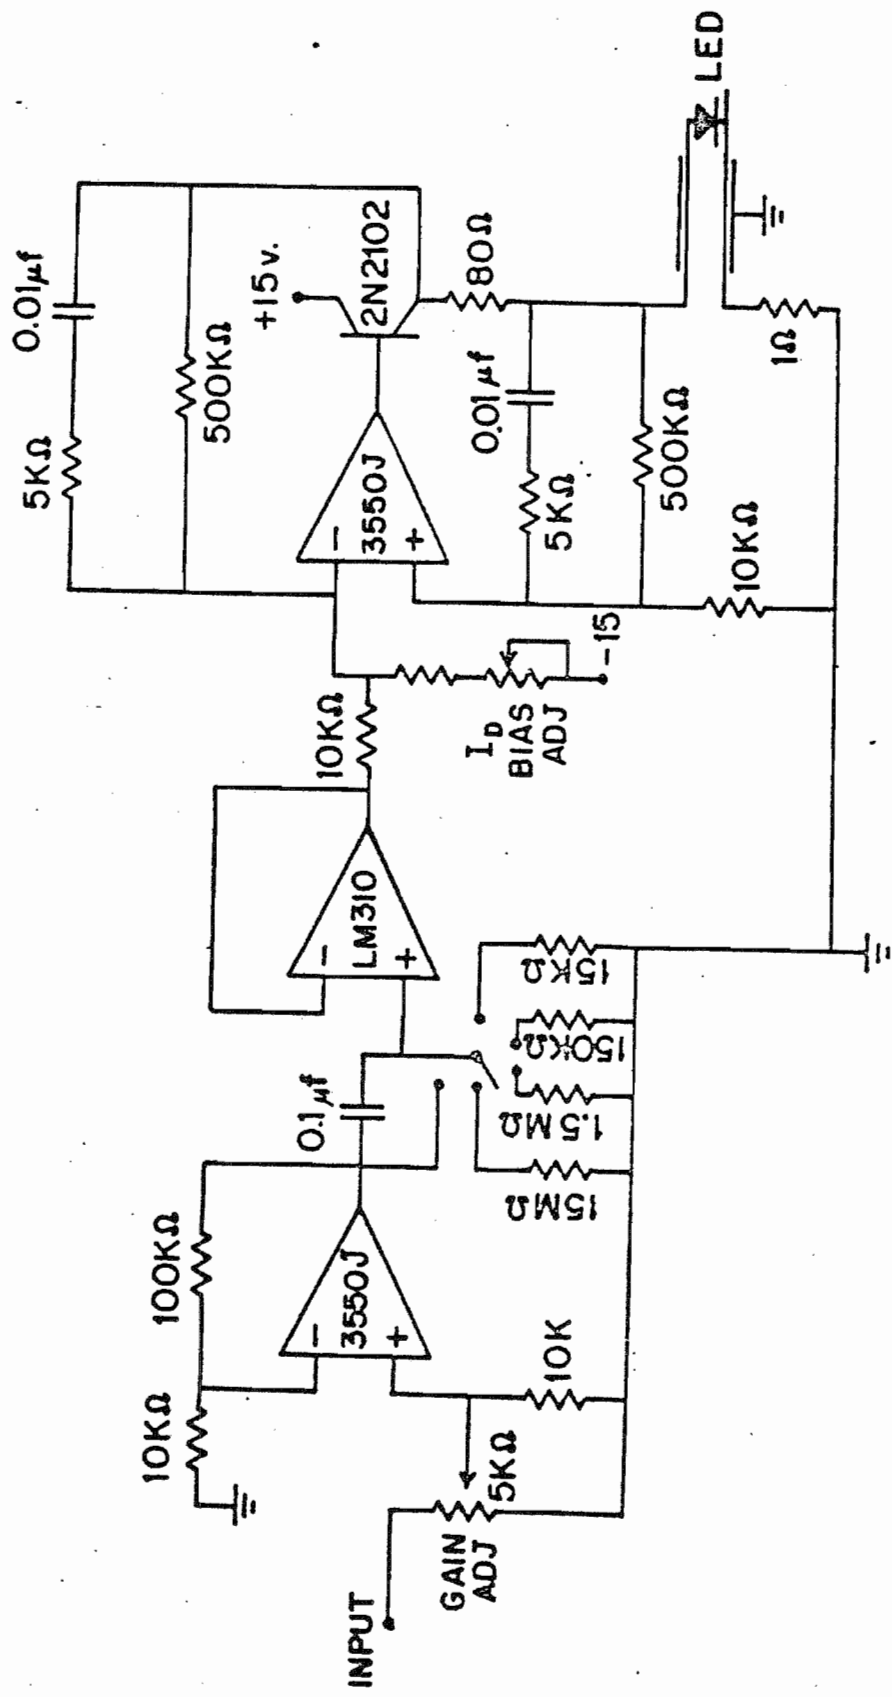 INPUT
GAIN
ADJ
5KΩ
10KΩ
100KΩ
-
3550J
+
10K
0.1μf
15MΩ
1.5MΩ
150KΩ
15KΩ
-
LM310
+
10KΩ
I_D
BIAS
ADJ
-15
5KΩ
0.01μf
500KΩ
-
3550J
+
+15v.
2N2102
80Ω
0.01μf
5KΩ
500KΩ
10KΩ
1Ω
LED